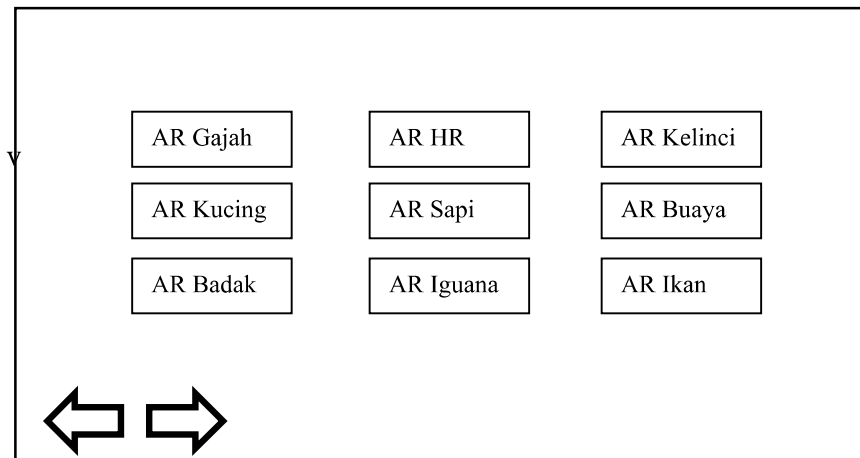 AR Gajah AR HR AR Kelinci
v
AR Kucing AR Sapi AR Buaya
AR Badak AR Iguana AR Ikan